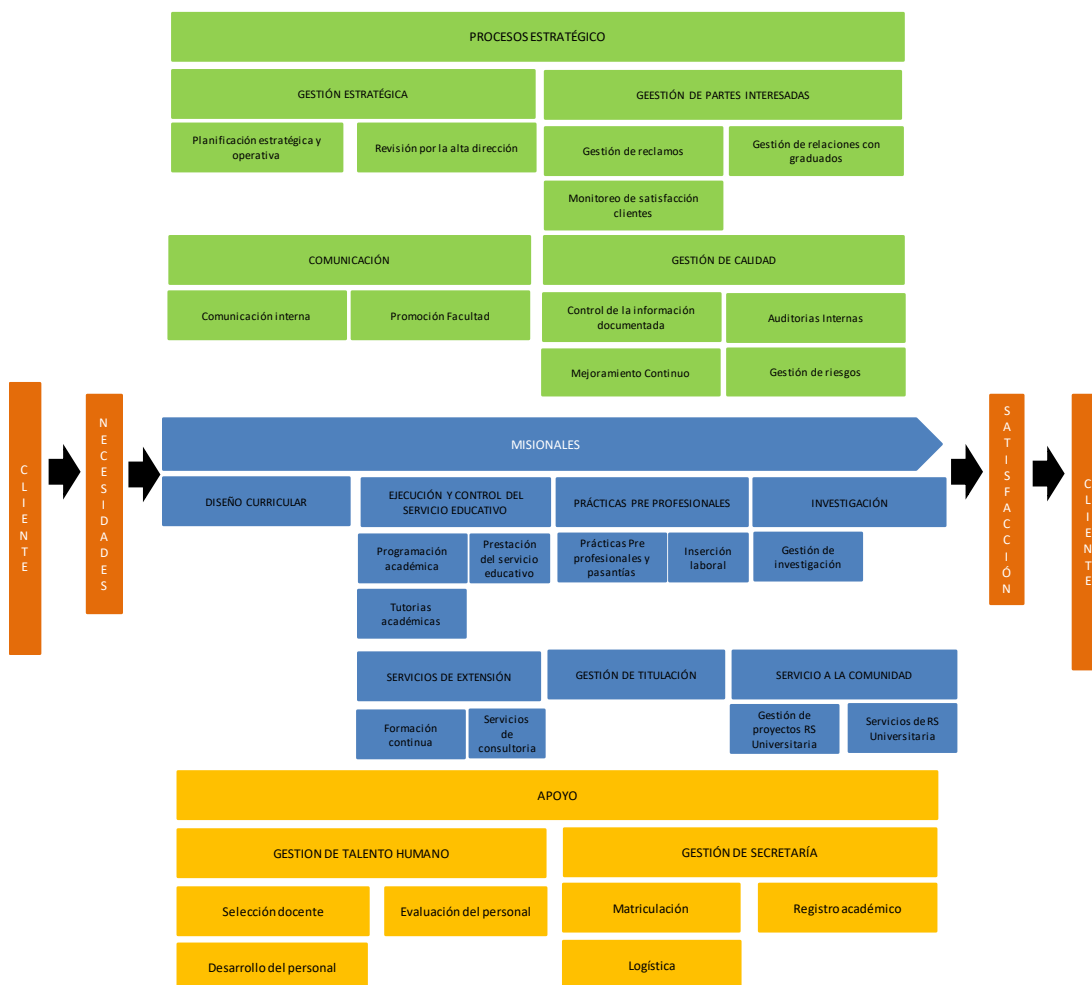 PROCESOS ESTRATÉGICO
GESTIÓN ESTRATÉGICA
GEESTIÓN DE PARTES INTERESADAS
Planificación estratégica y
operativa
Revisión por la alta dirección
Gestión de reclamos
Gestión de relaciones con
graduados
Monitoreo de satisfacción
clientes
COMUNICACIÓN
GESTIÓN DE CALIDAD
Comunicación interna
Promoción Facultad
Control de la información
documentada
Auditorias Internas
Mejoramiento Continuo
Gestión de riesgos
CLIENTE
NECESIDADES
MISIONALES
SATISFACCIÓN
CLIENTE
DISEÑO CURRICULAR
EJECUCIÓN Y CONTROL DEL
SERVICIO EDUCATIVO
PRÁCTICAS PRE PROFESIONALES
INVESTIGACIÓN
Programación
académica
Prestación
del servicio
educativo
Prácticas Pre
profesionales y
pasantías
Inserción
laboral
Gestión de
investigación
Tutorias
académicas
SERVICIOS DE EXTENSIÓN
GESTIÓN DE TITULACIÓN
SERVICIO A LA COMUNIDAD
Formación
continua
Servicios
de
consultoria
Gestión de
proyectos RS
Universitaria
Servicios de RS
Universitaria
APOYO
GESTION DE TALENTO HUMANO
GESTIÓN DE SECRETARÍA
Selección docente
Evaluación del personal
Matriculación
Registro académico
Desarrollo del personal
Logística